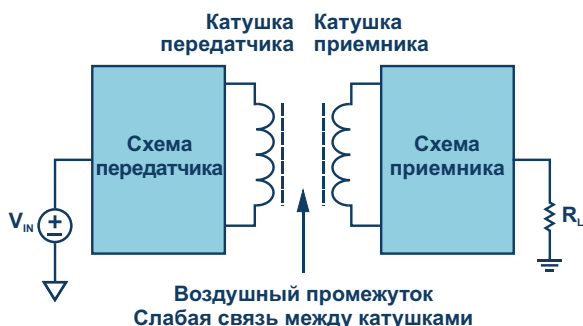 Катушка
передатчика
Катушка
приемника
Схема
передатчика
Схема
приемника
VIN
RL
Воздушный промежуток
Слабая связь между катушками